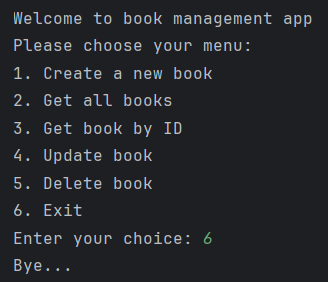 Welcome to book management app
Please choose your menu:
1. Create a new book
2. Get all books
3. Get book by ID
4. Update book
5. Delete book
6. Exit
Enter your choice: 6
Bye...